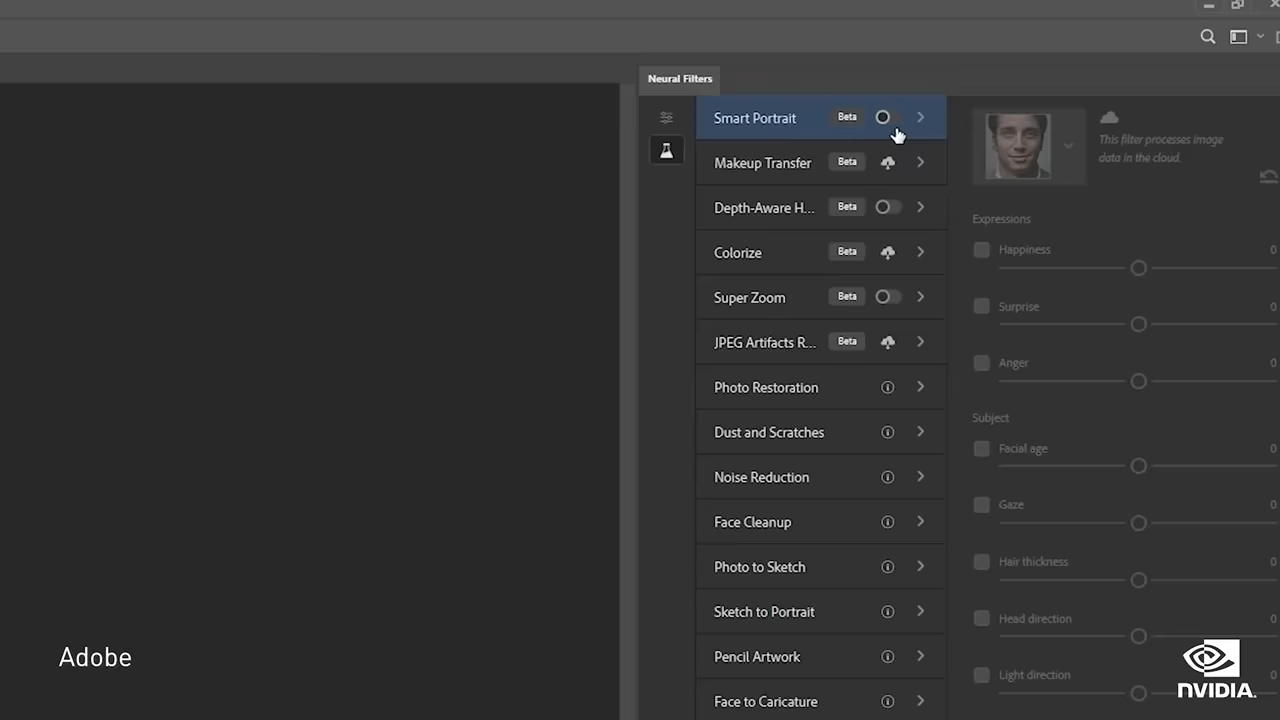 Neural Filters
Smart Portrait Beta
Makeup Transfer Beta
Depth-Aware H... Beta
Colorize Beta
Super Zoom Beta
JPEG Artifacts R... Beta
Photo Restoration
Dust and Scratches
Noise Reduction
Face Cleanup
Photo to Sketch
Sketch to Portrait
Pencil Artwork
Face to Caricature
This filter processes image
data in the cloud.
Expressions
Happiness 0
Surprise 0
Anger 0
Subject
Facial age 0
Gaze 0
Hair thickness 0
Head direction 0
Light direction 0
Adobe
NVIDIA.